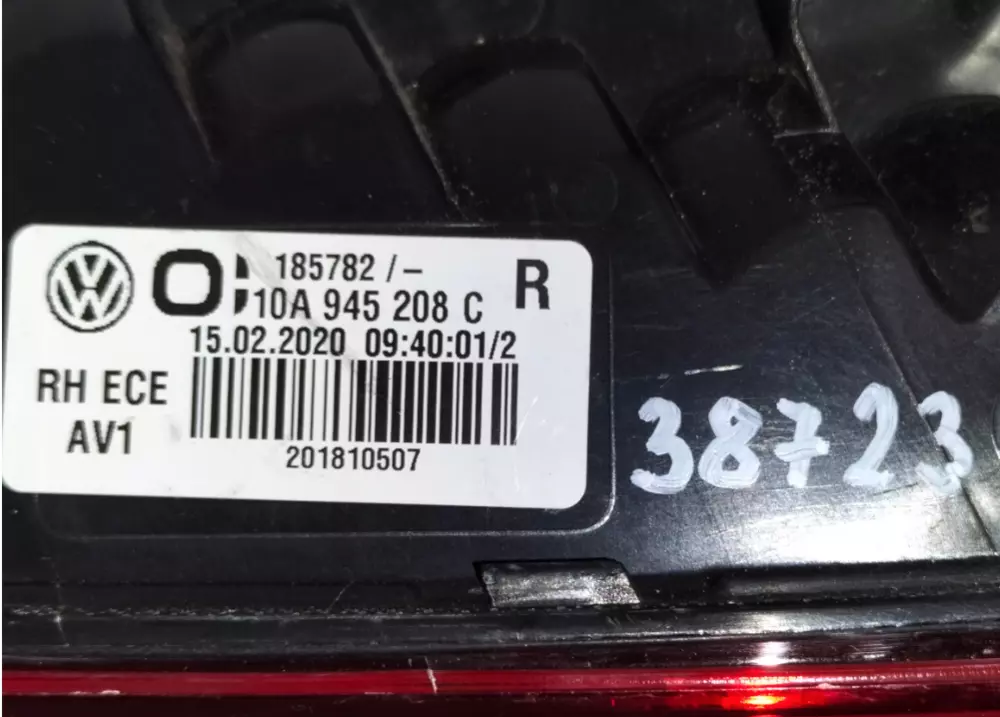 185782 / -
10A 945 208 C
R
15.02.2020 09:40:01/2
RH ECE
AV1
201810507
38723